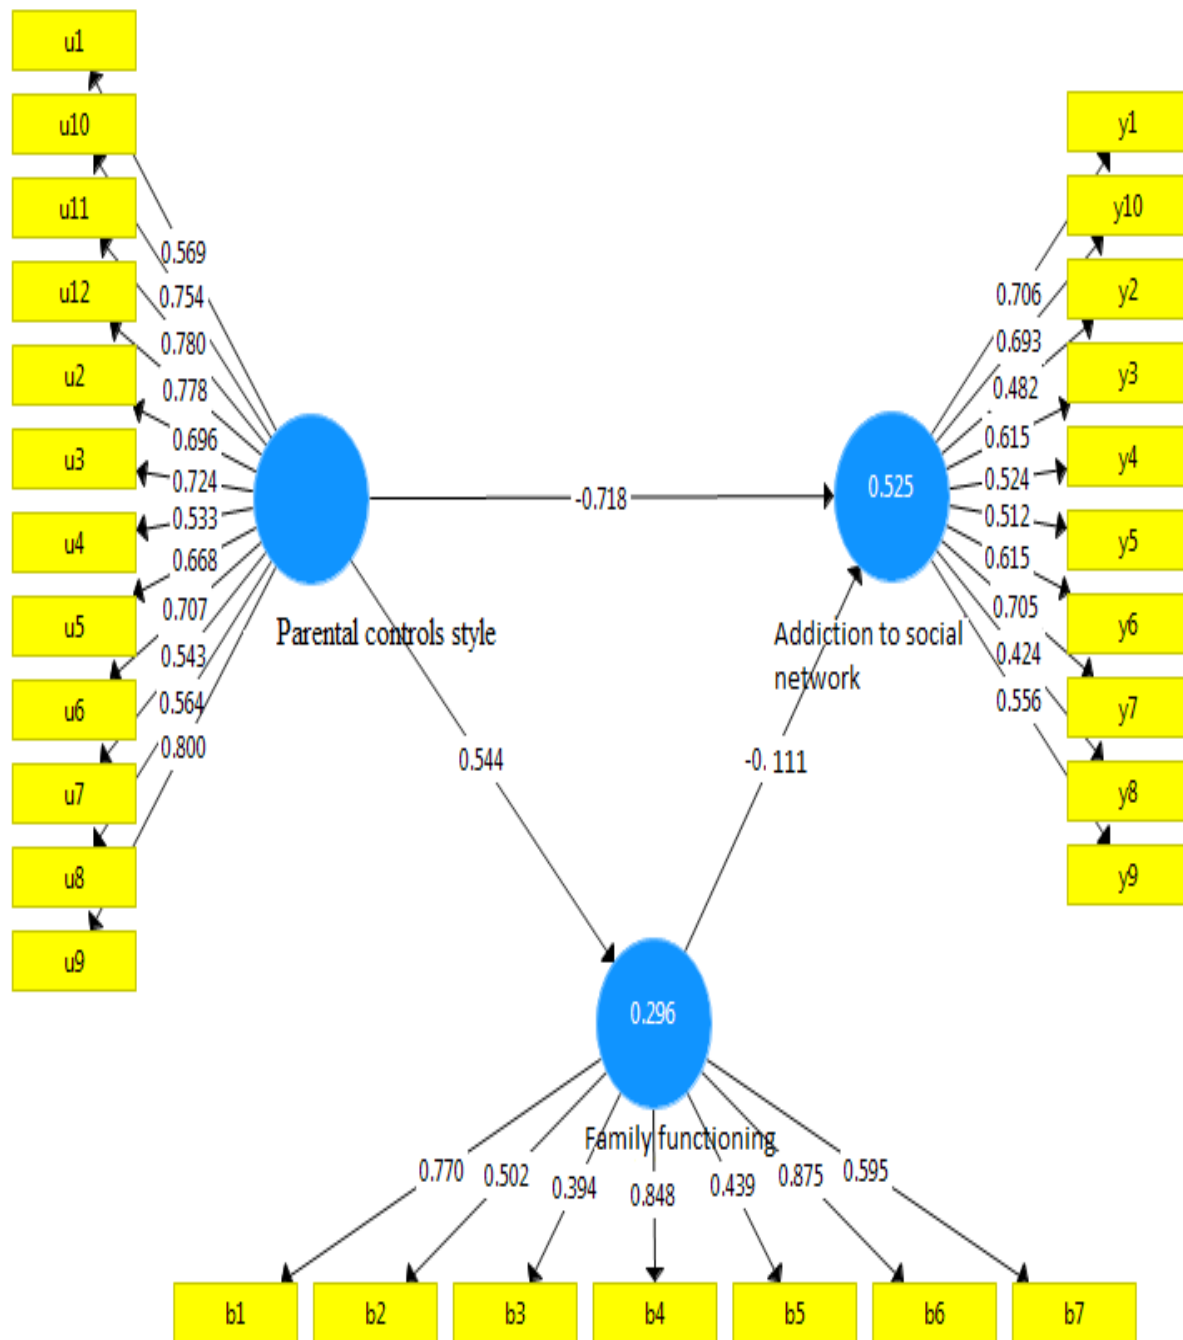 u1
u10
u11
u12
u2
u3
u4
u5
u6
u7
u8
u9
0.569
0.754
0.780
0.778
0.696
0.724
0.533
0.668
0.707
0.543
0.564
0.800
Parental controls style
-0.718
0.544
-0.111
0.525
Addiction to social
network
0.706
0.693
0.482
0.615
0.524
0.512
0.615
0.705
0.424
0.556
y1
y10
y2
y3
y4
y5
y6
y7
y8
y9
0.296
Family functioning
0.770
0.502
0.394
0.848
0.439
0.875
0.595
b1
b2
b3
b4
b5
b6
b7